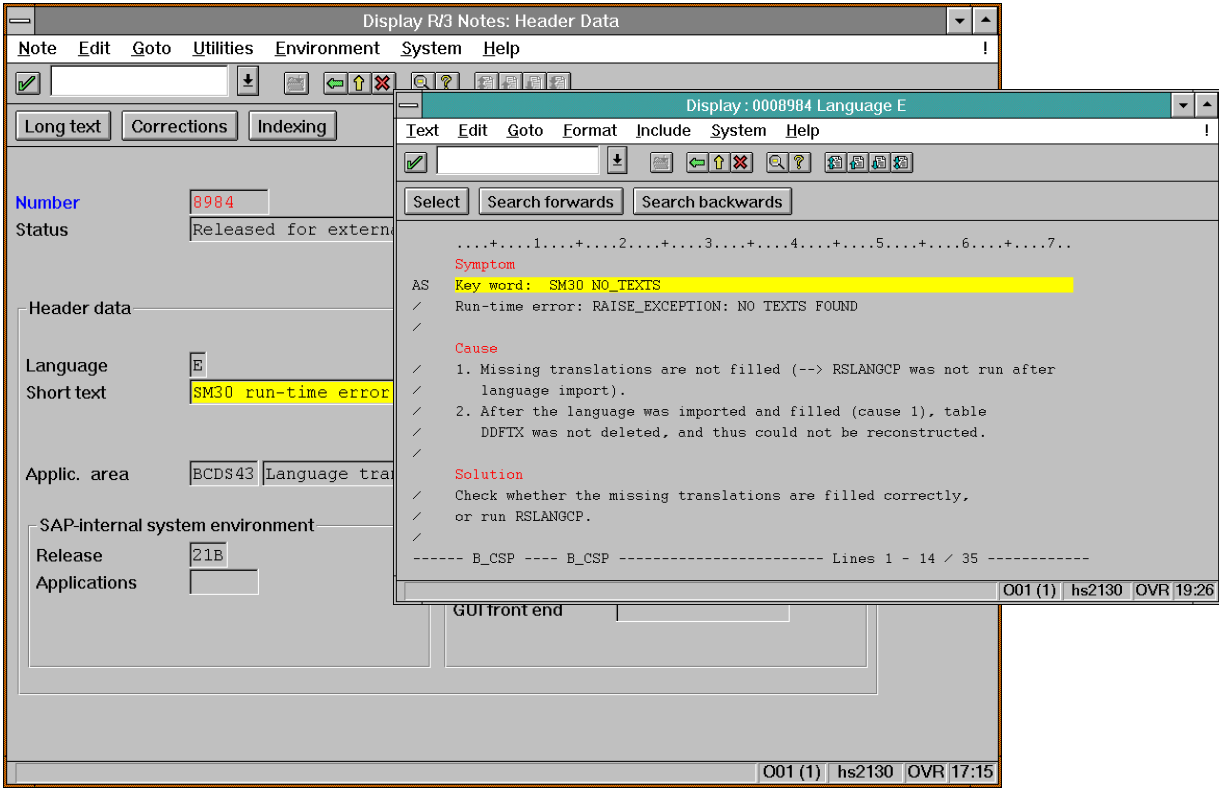 Display R/3 Notes: Header Data
Note Edit Goto Utilities Environment System Help !
Long text Corrections Indexing
Number 8984
Status Released for externa
Header data
Language E
Short text SM30 run-time error
Applic. area BCDS43 Language tra
SAP-internal system environment
Release 21B
Applications
GUI front end
O01 (1) hs2130 OVR 17:15
Display : 0008984 Language E
Text Edit Goto Format Include System Help !
Select Search forwards Search backwards
....+....1....+....2....+....3....+....4....+....5....+....6....+....7..
Symptom
AS Key word: SM30 NO_TEXTS
/ Run-time error: RAISE_EXCEPTION: NO TEXTS FOUND
/
Cause
/ 1. Missing translations are not filled (--> RSLANGCP was not run after
/ language import).
/ 2. After the language was imported and filled (cause 1), table
/ DDFTX was not deleted, and thus could not be reconstructed.
/
Solution
/ Check whether the missing translations are filled correctly,
/ or run RSLANGCP.
/
------ B_CSP ---- B_CSP ------------------------ Lines 1 - 14 / 35 ------------
O01 (1) hs2130 OVR 19:26